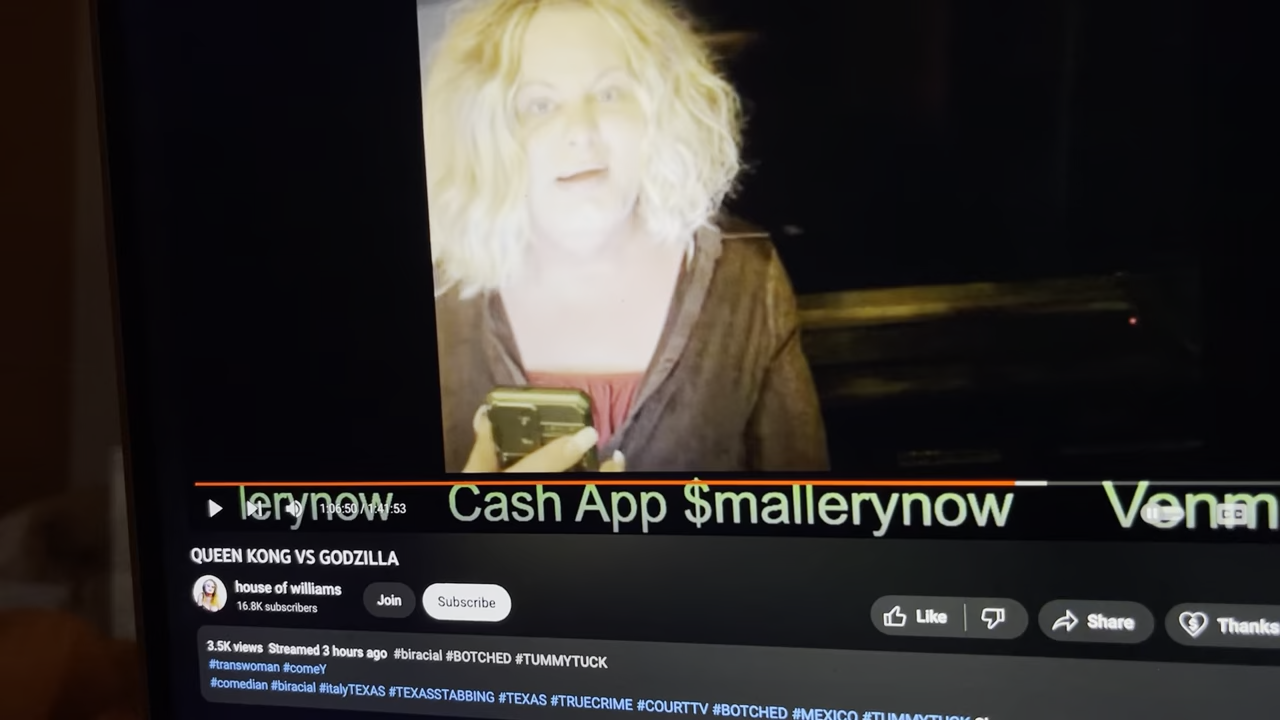 lerynow Cash App $mallerynow Venm
1:06:50 / 1:41:53
CC
QUEEN KONG VS GODZILLA
house of williams
16.8K subscribers
Join
Subscribe
Like
Share
Thanks
3.5K views Streamed 3 hours ago #biracial #BOTCHED #TUMMYTUCK
#transwoman #comeY
#comedian #biracial #italyTEXAS #TEXASSTABBING #TEXAS #TRUECRIME #COURTTV #BOTCHED #MEXICO #TUMMYTUCK